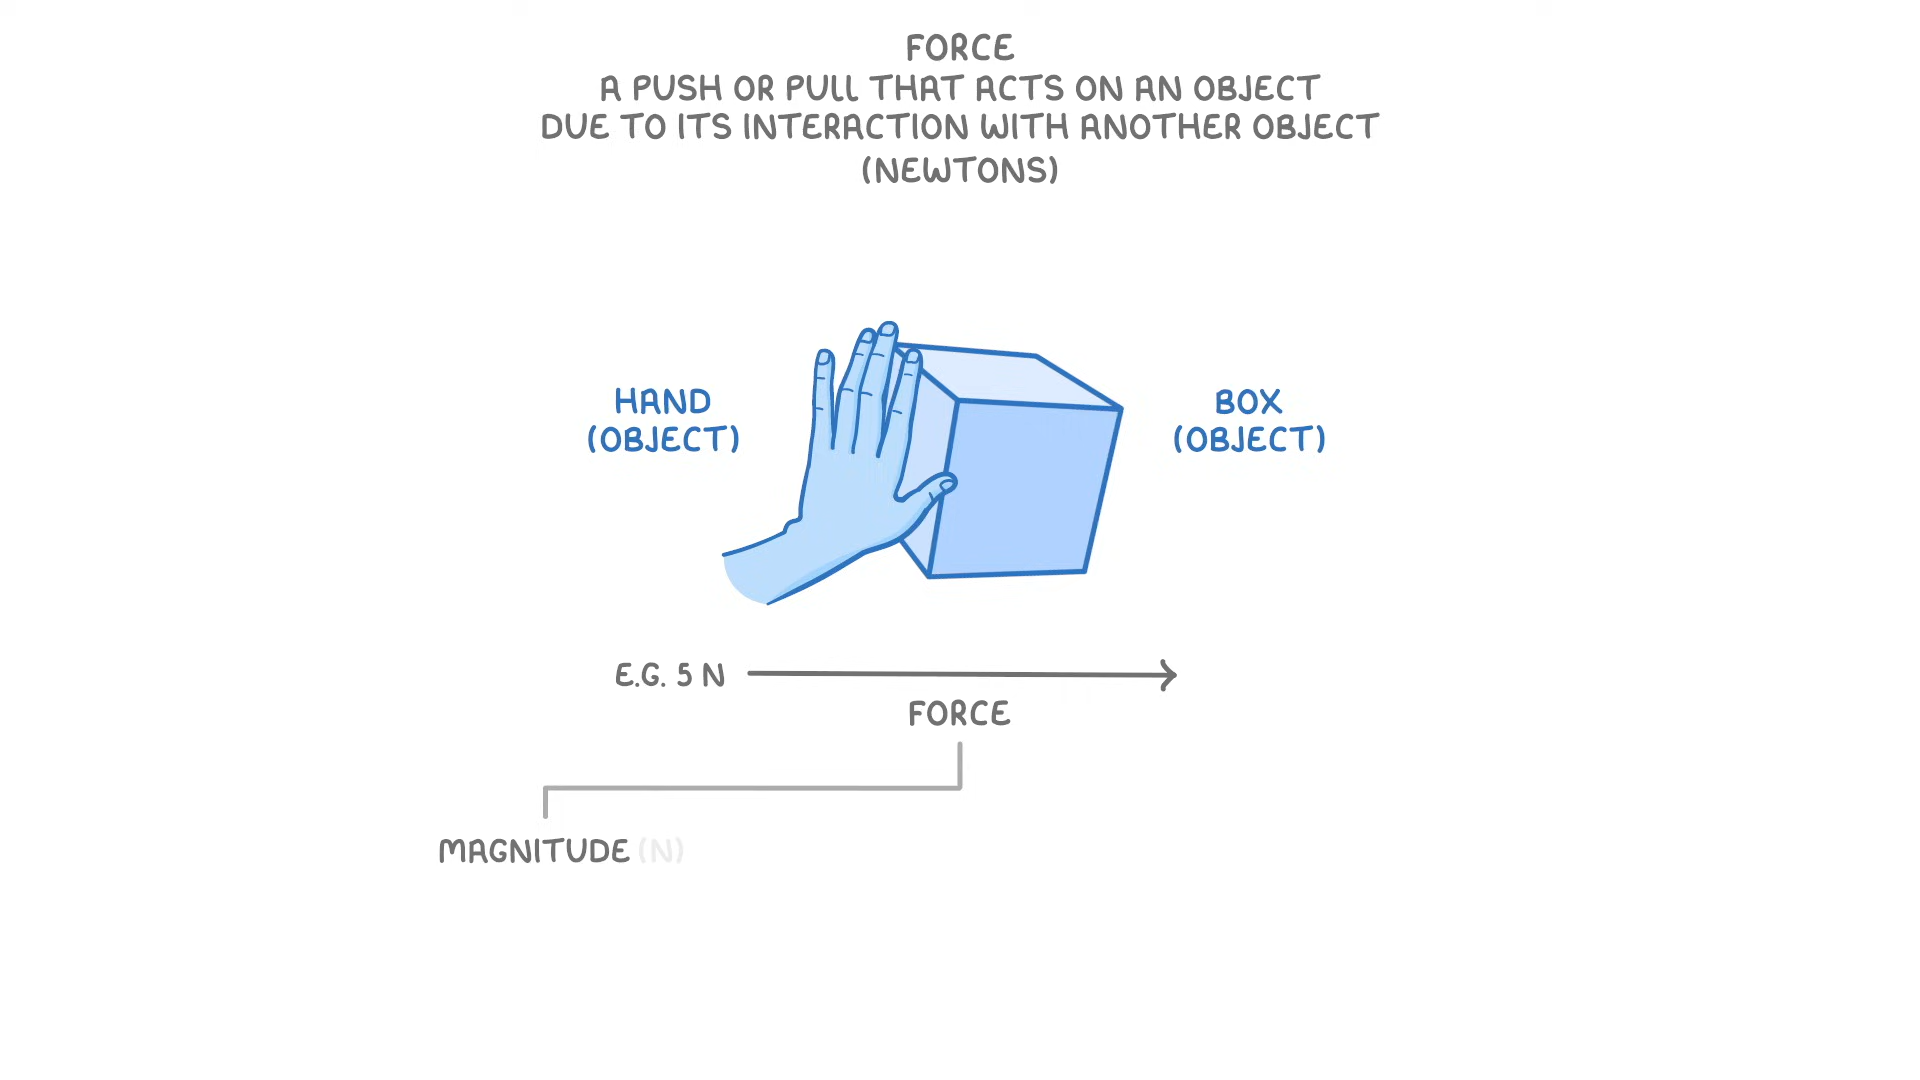 FORCE
A PUSH OR PULL THAT ACTS ON AN OBJECT
DUE TO ITS INTERACTION WITH ANOTHER OBJECT
(NEWTONS)
HAND
(OBJECT)
BOX
(OBJECT)
E.G. 5 N
FORCE
MAGNITUDE (N)